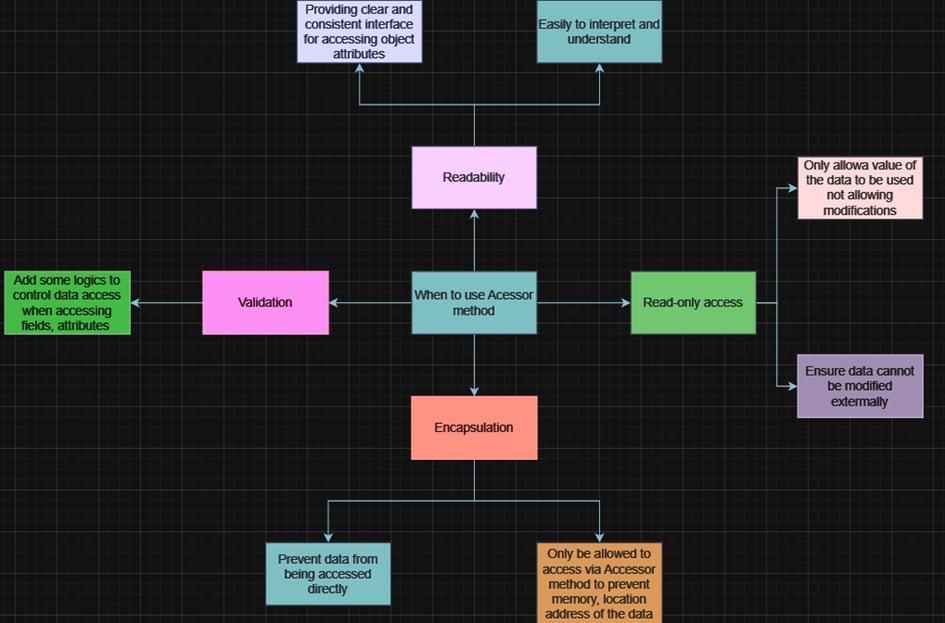 Providing clear and
consistent interface
for accessing object
attributes
Easily to interpret and
understand
Readability
Only allowa value of
the data to be used
not allowing
modifications
Add some logics to
control data access
when accessing
fields, attributes
Validation
When to use Acessor
method
Read-only access
Ensure data cannot
be modified
extermally
Encapsulation
Prevent data from
being accessed
directly
Only be allowed to
access via Accessor
method to prevent
memory, location
address of the data